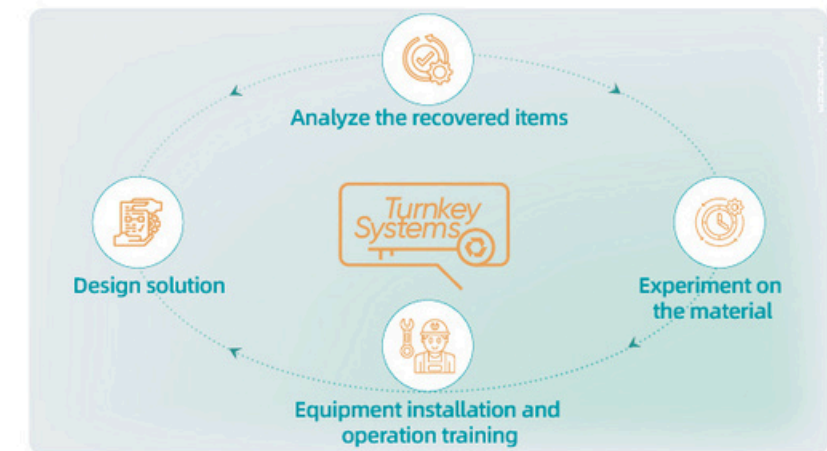 Analyze the recovered items
Turnkey
Systems
Design solution
Experiment on
the material
Equipment installation and
operation training